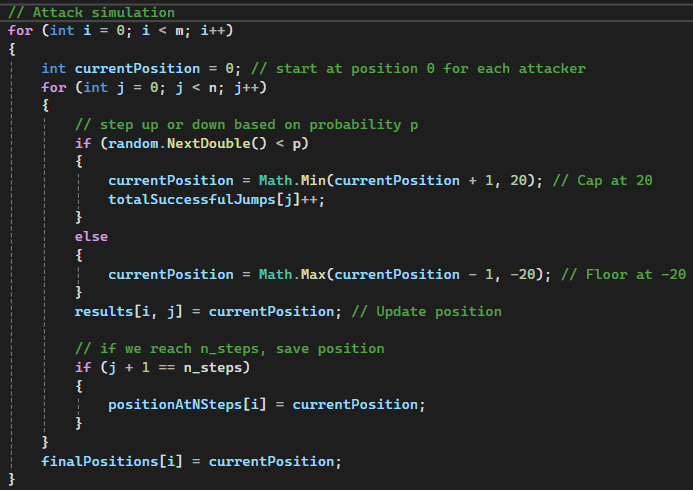 // Attack simulation
for (int i = 0; i < m; i++)
{
    int currentPosition = 0; // start at position 0 for each attacker
    for (int j = 0; j < n; j++)
    {
        // step up or down based on probability p
        if (random.NextDouble() < p)
        {
            currentPosition = Math.Min(currentPosition + 1, 20); // Cap at 20
            totalSuccessfulJumps[j]++;
        }
        else
        {
            currentPosition = Math.Max(currentPosition - 1, -20); // Floor at -20
        }
        results[i, j] = currentPosition; // Update position

        // if we reach n_steps, save position
        if (j + 1 == n_steps)
        {
            positionAtNSteps[i] = currentPosition;
        }
    }
    finalPositions[i] = currentPosition;
}